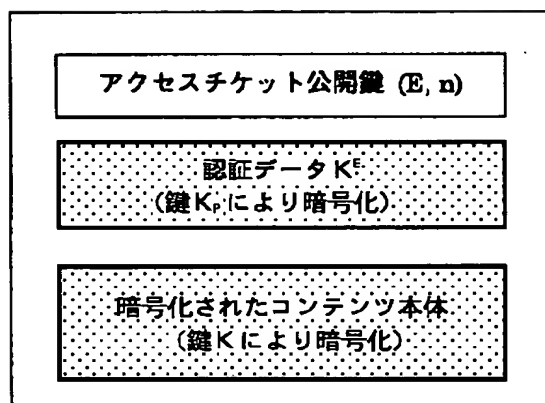 アクセスチケット公開鍵 (E, n)
認証データK^E
(鍵K_Pにより暗号化)
暗号化されたコンテンツ本体
(鍵Kにより暗号化)